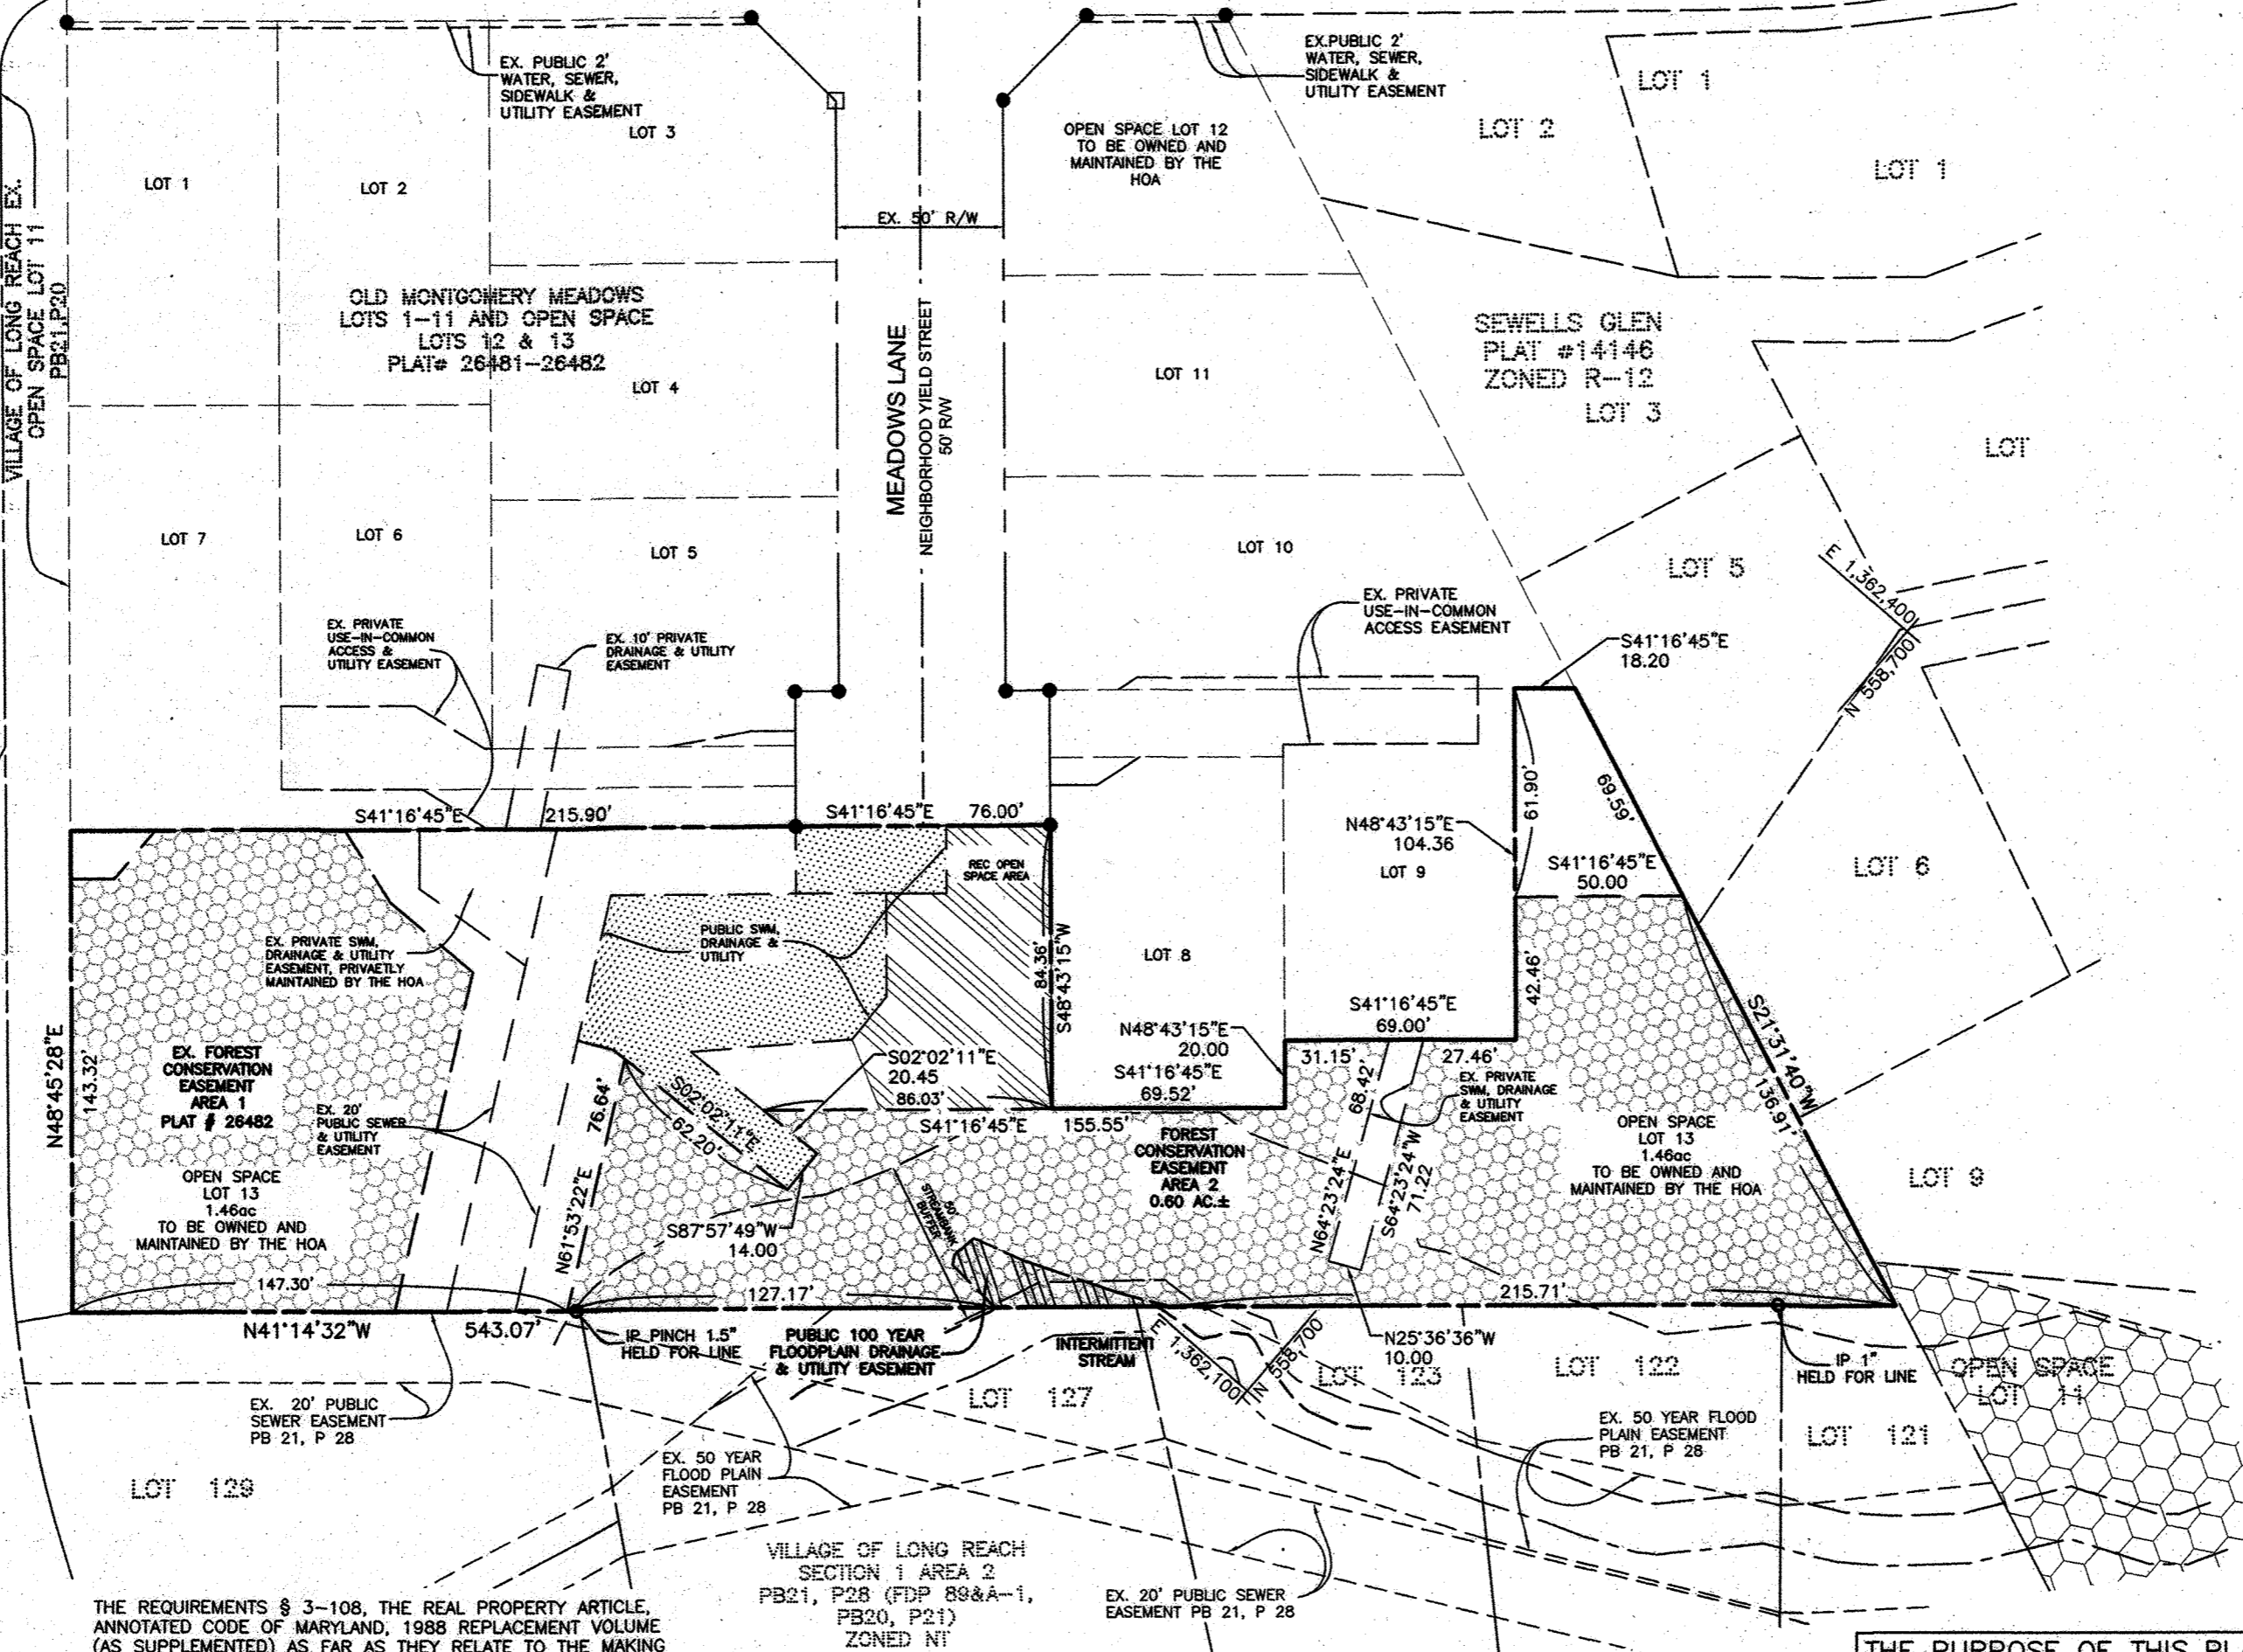 EX. PUBLIC 2'
WATER, SEWER,
SIDEWALK &
UTILITY EASEMENT
EX.PUBLIC 2'
WATER, SEWER,
SIDEWALK &
UTILITY EASEMENT
LOT 1
LOT 2
LOT 1
LOT 3
OPEN SPACE LOT 12
TO BE OWNED AND
MAINTAINED BY THE
HOA
LOT 1
LOT 2
VILLAGE OF LONG REACH EX.
OPEN SPACE LOT 11
PB21,P20
EX. 50' R/W
OLD MONTGOMERY MEADOWS
LOTS 1-11 AND OPEN SPACE
LOTS 12 & 13
PLAT# 26481-26482
LOT 4
MEADOWS LANE
NEIGHBORHOOD YIELD STREET
50' R/W
LOT 11
SEWELLS GLEN
PLAT #14146
ZONED R-12
LOT 3
LOT
LOT 7
LOT 6
LOT 5
LOT 10
LOT 5
E 1,362,400
N 558,700
EX. PRIVATE
USE-IN-COMMON
ACCESS &
UTILITY EASEMENT
EX. 10' PRIVATE
DRAINAGE & UTILITY
EASEMENT
EX. PRIVATE
USE-IN-COMMON
ACCESS EASEMENT
S41°16'45"E
18.20
S41°16'45"E
215.90'
S41°16'45"E
76.00'
61.90'
69.59'
N48°43'15"E
104.36
LOT 9
S41°16'45"E
50.00
LOT 6
REC OPEN
SPACE AREA
EX. PRIVATE SWM,
DRAINAGE & UTILITY
EASEMENT, PRIVAETLY
MAINTAINED BY THE HOA
PUBLIC SWM,
DRAINAGE &
UTILITY
84.36'
S48°43'15"W
LOT 8
42.46'
S41°16'45"E
69.00'
N48°43'15"E
20.00
S41°16'45"E
69.52'
31.15'
27.46'
68.42'
S21°31'40"W
136.91'
N48°45'28"E
143.32'
EX. FOREST
CONSERVATION
EASEMENT
AREA 1
PLAT # 26482
EX. 20'
PUBLIC SEWER
& UTILITY
EASEMENT
76.64'
N61°53'22"E
S02°02'11"E
62.20'
S02°02'11"E
20.45
86.03'
S41°16'45"E
155.55'
EX. PRIVATE
SWM, DRAINAGE
& UTILITY
EASEMENT
FOREST
CONSERVATION
EASEMENT
AREA 2
0.60 AC.±
N64°23'24"E
S64°23'24"W
71.22
OPEN SPACE
LOT 13
1.46ac
TO BE OWNED AND
MAINTAINED BY THE HOA
OPEN SPACE
LOT 13
1.46ac
TO BE OWNED AND
MAINTAINED BY THE HOA
LOT 9
50'
STREAMBANK
BUFFER
S87°57'49"W
14.00
147.30'
127.17'
215.71'
N41°14'32"W
543.07'
IP PINCH 1.5"
HELD FOR LINE
PUBLIC 100 YEAR
FLOODPLAIN DRAINAGE
& UTILITY EASEMENT
INTERMITTENT
STREAM
E 1,362,100
N 558,700
N25°36'36"W
10.00
LOT 123
LOT 122
IP 1"
HELD FOR LINE
OPEN SPACE
LOT 11
LOT 127
LOT 121
EX. 20' PUBLIC
SEWER EASEMENT
PB 21, P 28
EX. 50 YEAR FLOOD
PLAIN EASEMENT
PB 21, P 28
EX. 50 YEAR
FLOOD PLAIN
EASEMENT
PB 21, P 28
LOT 129
VILLAGE OF LONG REACH
SECTION 1 AREA 2
PB21, P28 (FDP 89&A-1,
PB20, P21)
ZONED NT
EX. 20' PUBLIC SEWER
EASEMENT PB 21, P 28
THE REQUIREMENTS § 3-108, THE REAL PROPERTY ARTICLE,
ANNOTATED CODE OF MARYLAND, 1988 REPLACEMENT VOLUME
(AS SUPPLEMENTED) AS FAR AS THEY RELATE TO THE MAKING
THE PURPOSE OF THIS PL